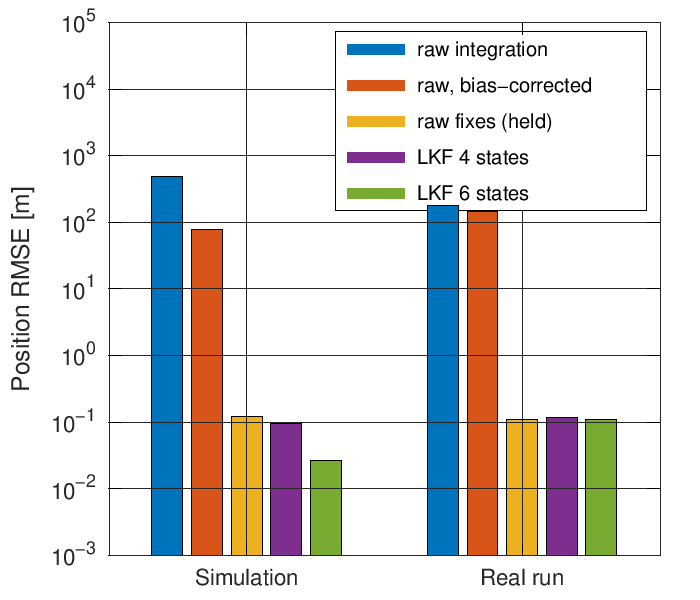 10^5
10^4
10^3
10^2
10^1
10^0
10^−1
10^−2
10^−3
Position RMSE [m]
raw integration
raw, bias−corrected
raw fixes (held)
LKF 4 states
LKF 6 states
Simulation
Real run